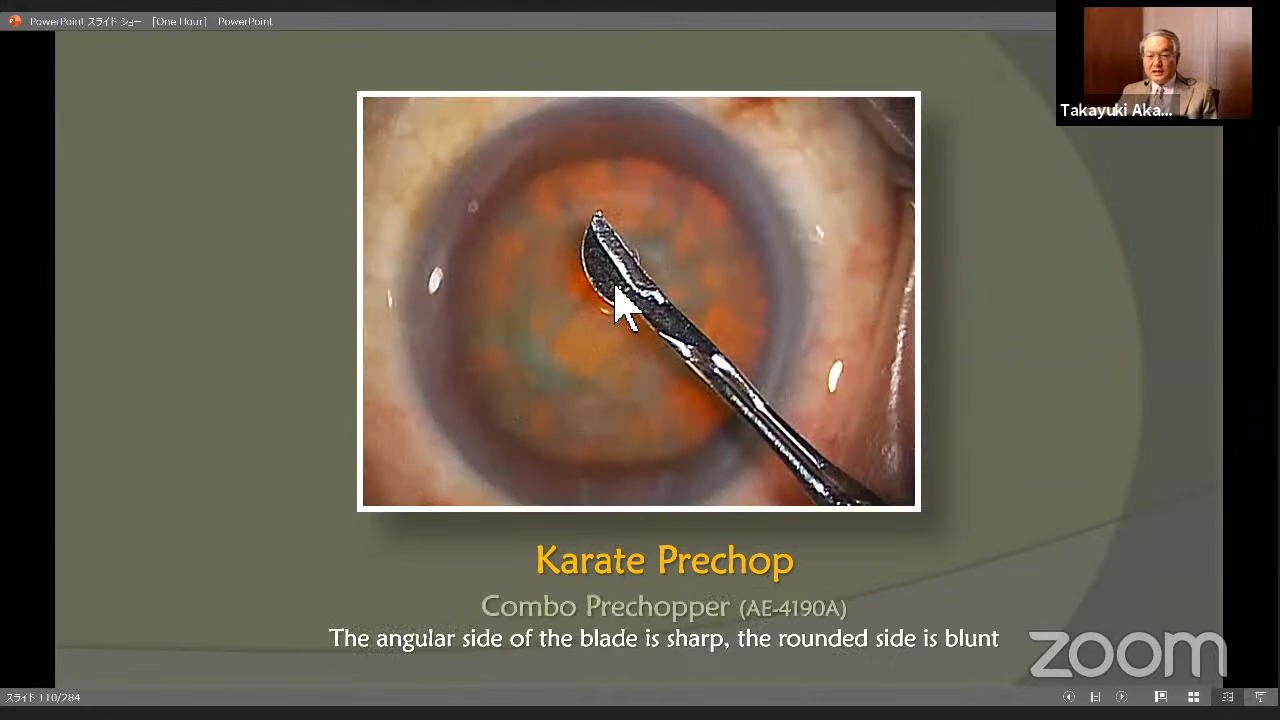 PowerPoint スライド ショー [One Hour] PowerPoint
Takayuki Aka...
Karate Prechop
Combo Prechopper (AE-4190A)
The angular side of the blade is sharp, the rounded side is blunt
zoom
スライド 110/284